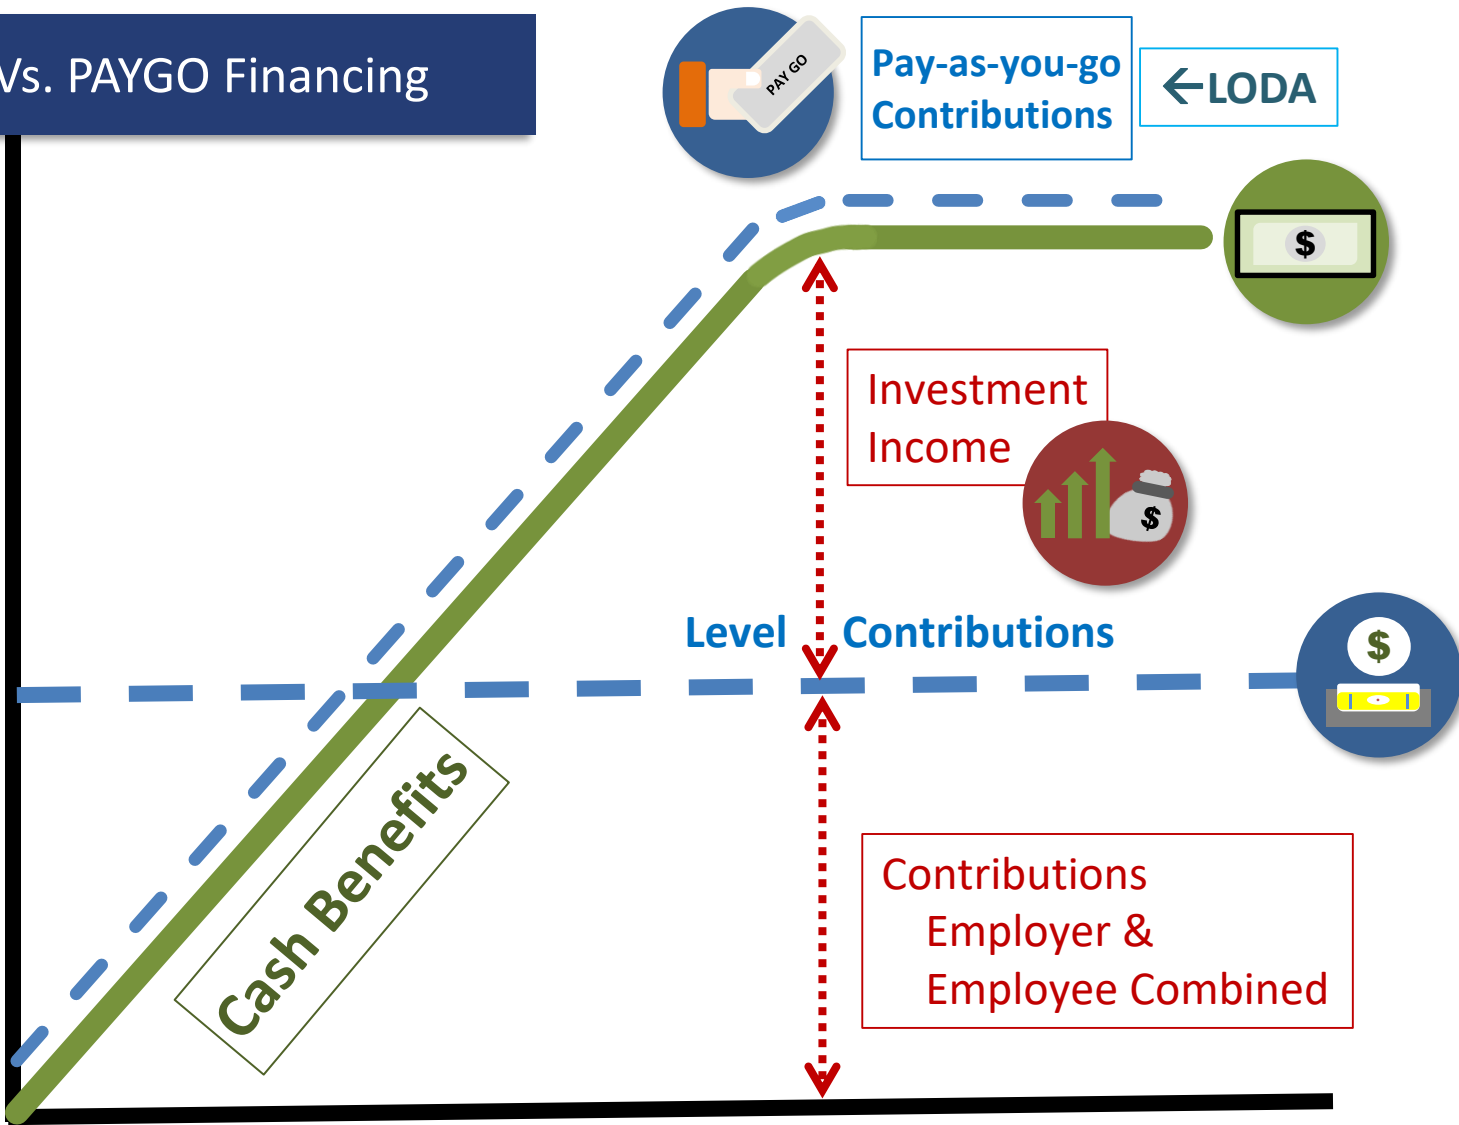 Vs. PAYGO Financing
PAY GO
Pay-as-you-go
Contributions
←LODA
$
Investment
Income
$
Level Contributions
$
Cash Benefits
Contributions
Employer &
Employee Combined